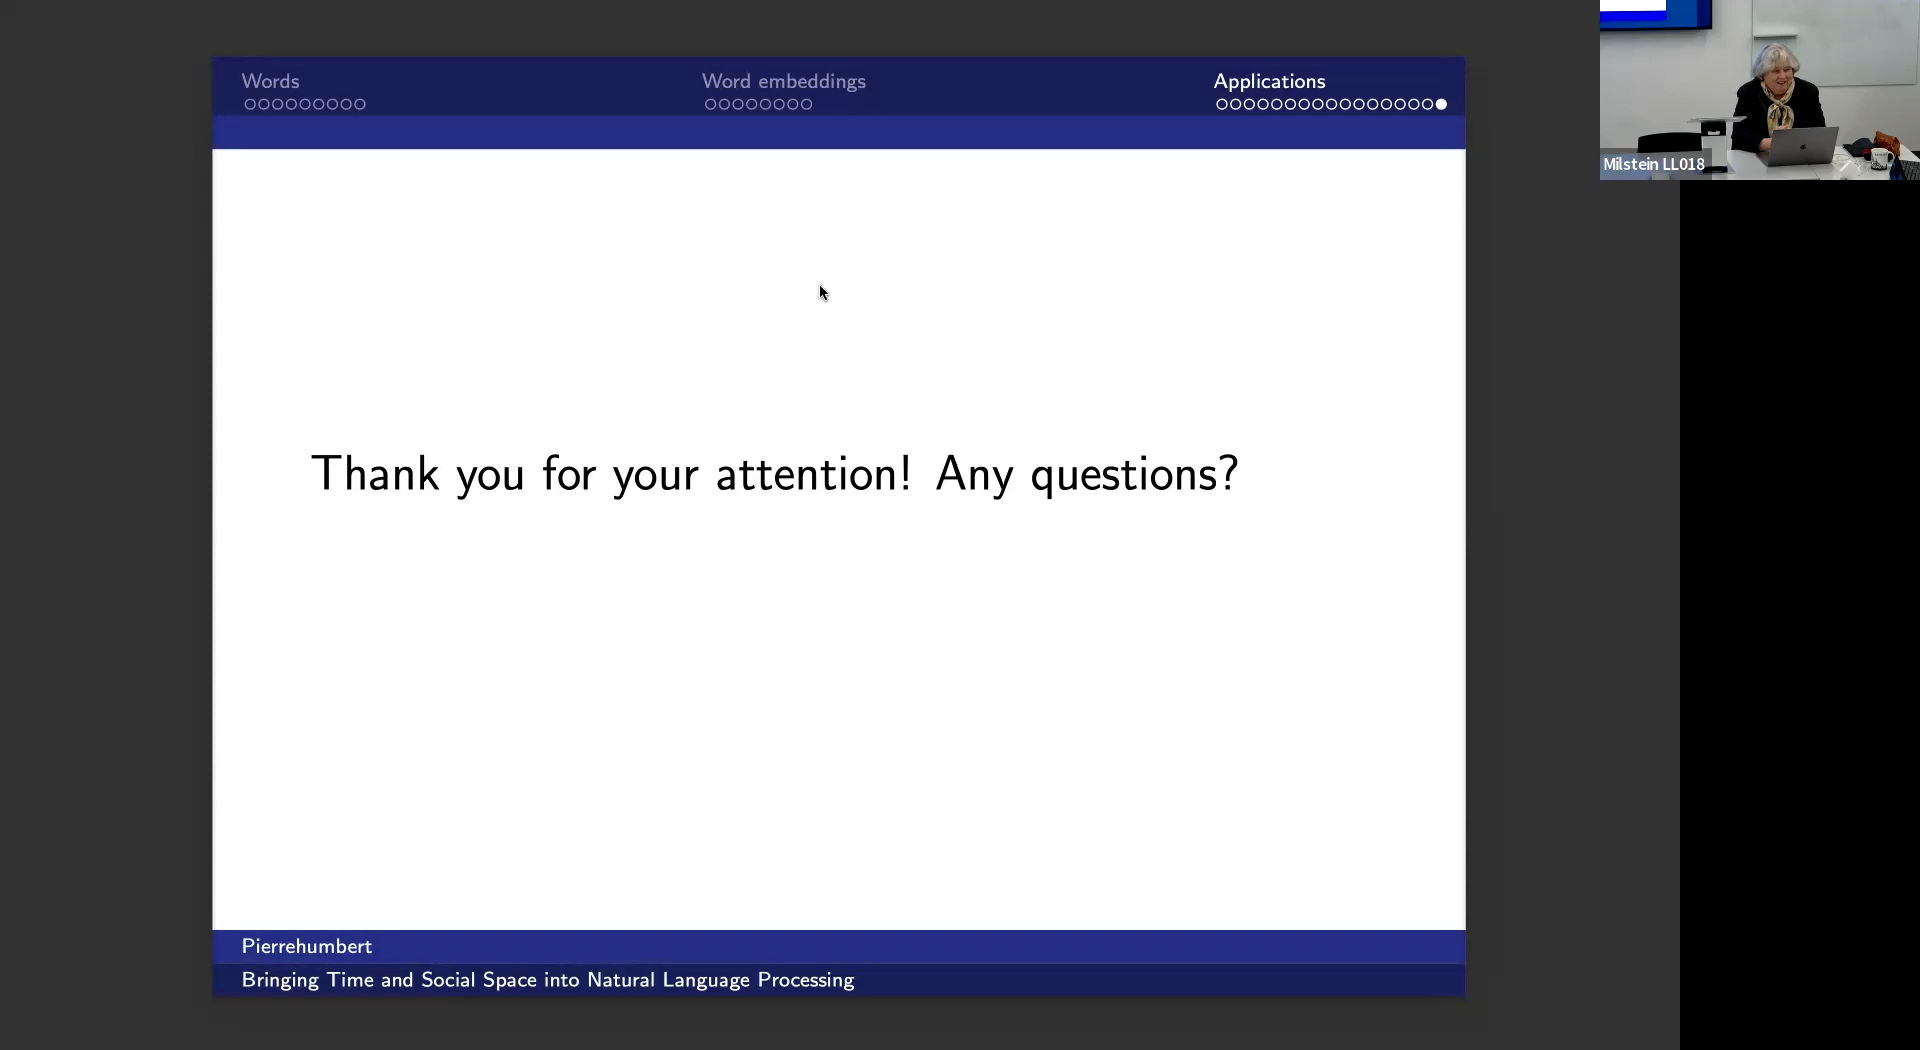 Words
Word embeddings
Applications
Milstein LL018
Thank you for your attention! Any questions?
Pierrehumbert
Bringing Time and Social Space into Natural Language Processing